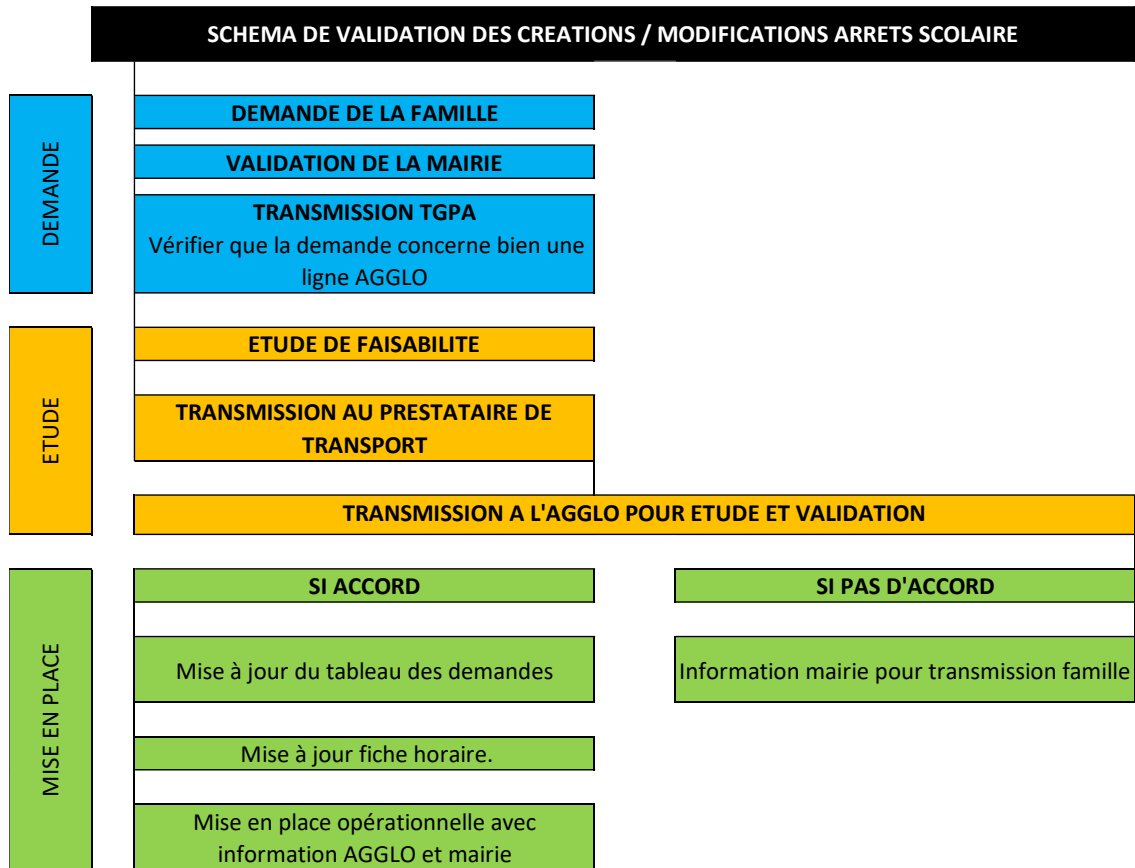 SCHEMA DE VALIDATION DES CREATIONS / MODIFICATIONS ARRETS SCOLAIRE
DEMANDE
DEMANDE DE LA FAMILLE
VALIDATION DE LA MAIRIE
TRANSMISSION TGPA
Vérifier que la demande concerne bien une
ligne AGGLO
ETUDE
ETUDE DE FAISABILITE
TRANSMISSION AU PRESTATAIRE DE
TRANSPORT
TRANSMISSION A L'AGGLO POUR ETUDE ET VALIDATION
MISE EN PLACE
SI ACCORD
SI PAS D'ACCORD
Mise à jour du tableau des demandes
Information mairie pour transmission famille
Mise à jour fiche horaire.
Mise en place opérationnelle avec
information AGGLO et mairie